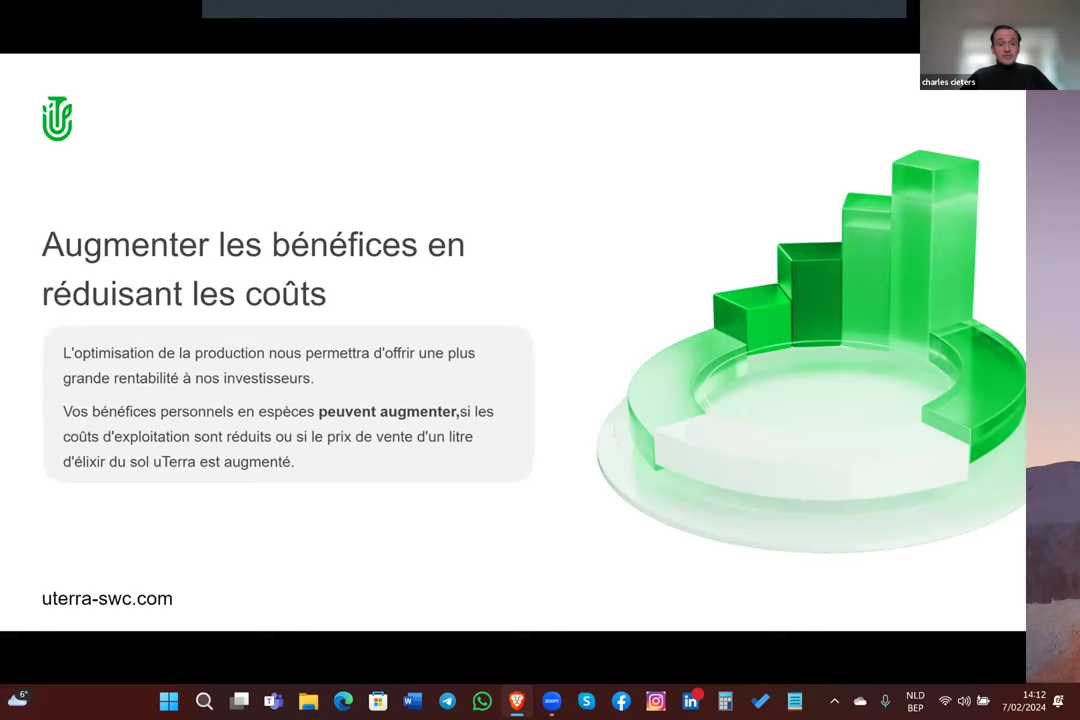 charles cieters
Augmenter les bénéfices en
réduisant les coûts
L'optimisation de la production nous permettra d'offrir une plus
grande rentabilité à nos investisseurs.
Vos bénéfices personnels en espèces peuvent augmenter,si les
coûts d'exploitation sont réduits ou si le prix de vente d'un litre
d'élixir du sol uTerra est augmenté.
uterra-swc.com
6°
zoom
NLD
BEP
14:12
7/02/2024